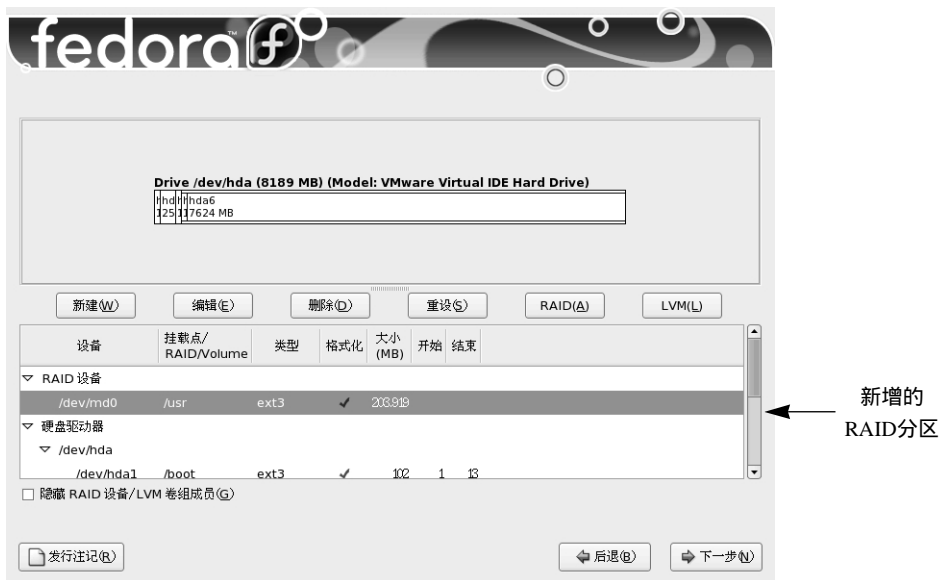 fedora f ™
Drive /dev/hda (8189 MB) (Model: VMware Virtual IDE Hard Drive)
hda6
17624 MB
新建(W) 编辑(E) 删除(D) 重设(S) RAID(A) LVM(L)
设备 挂载点/ RAID/Volume 类型 格式化 大小 (MB) 开始 结束
RAID 设备
/dev/md0 /usr ext3 ✓ 203.919
硬盘驱动器
/dev/hda
/dev/hda1 /boot ext3 ✓ 102 1 13
隐藏 RAID 设备/LVM 卷组成员(G)
发行注记(R) 后退(B) 下一步(N)
新增的
RAID分区